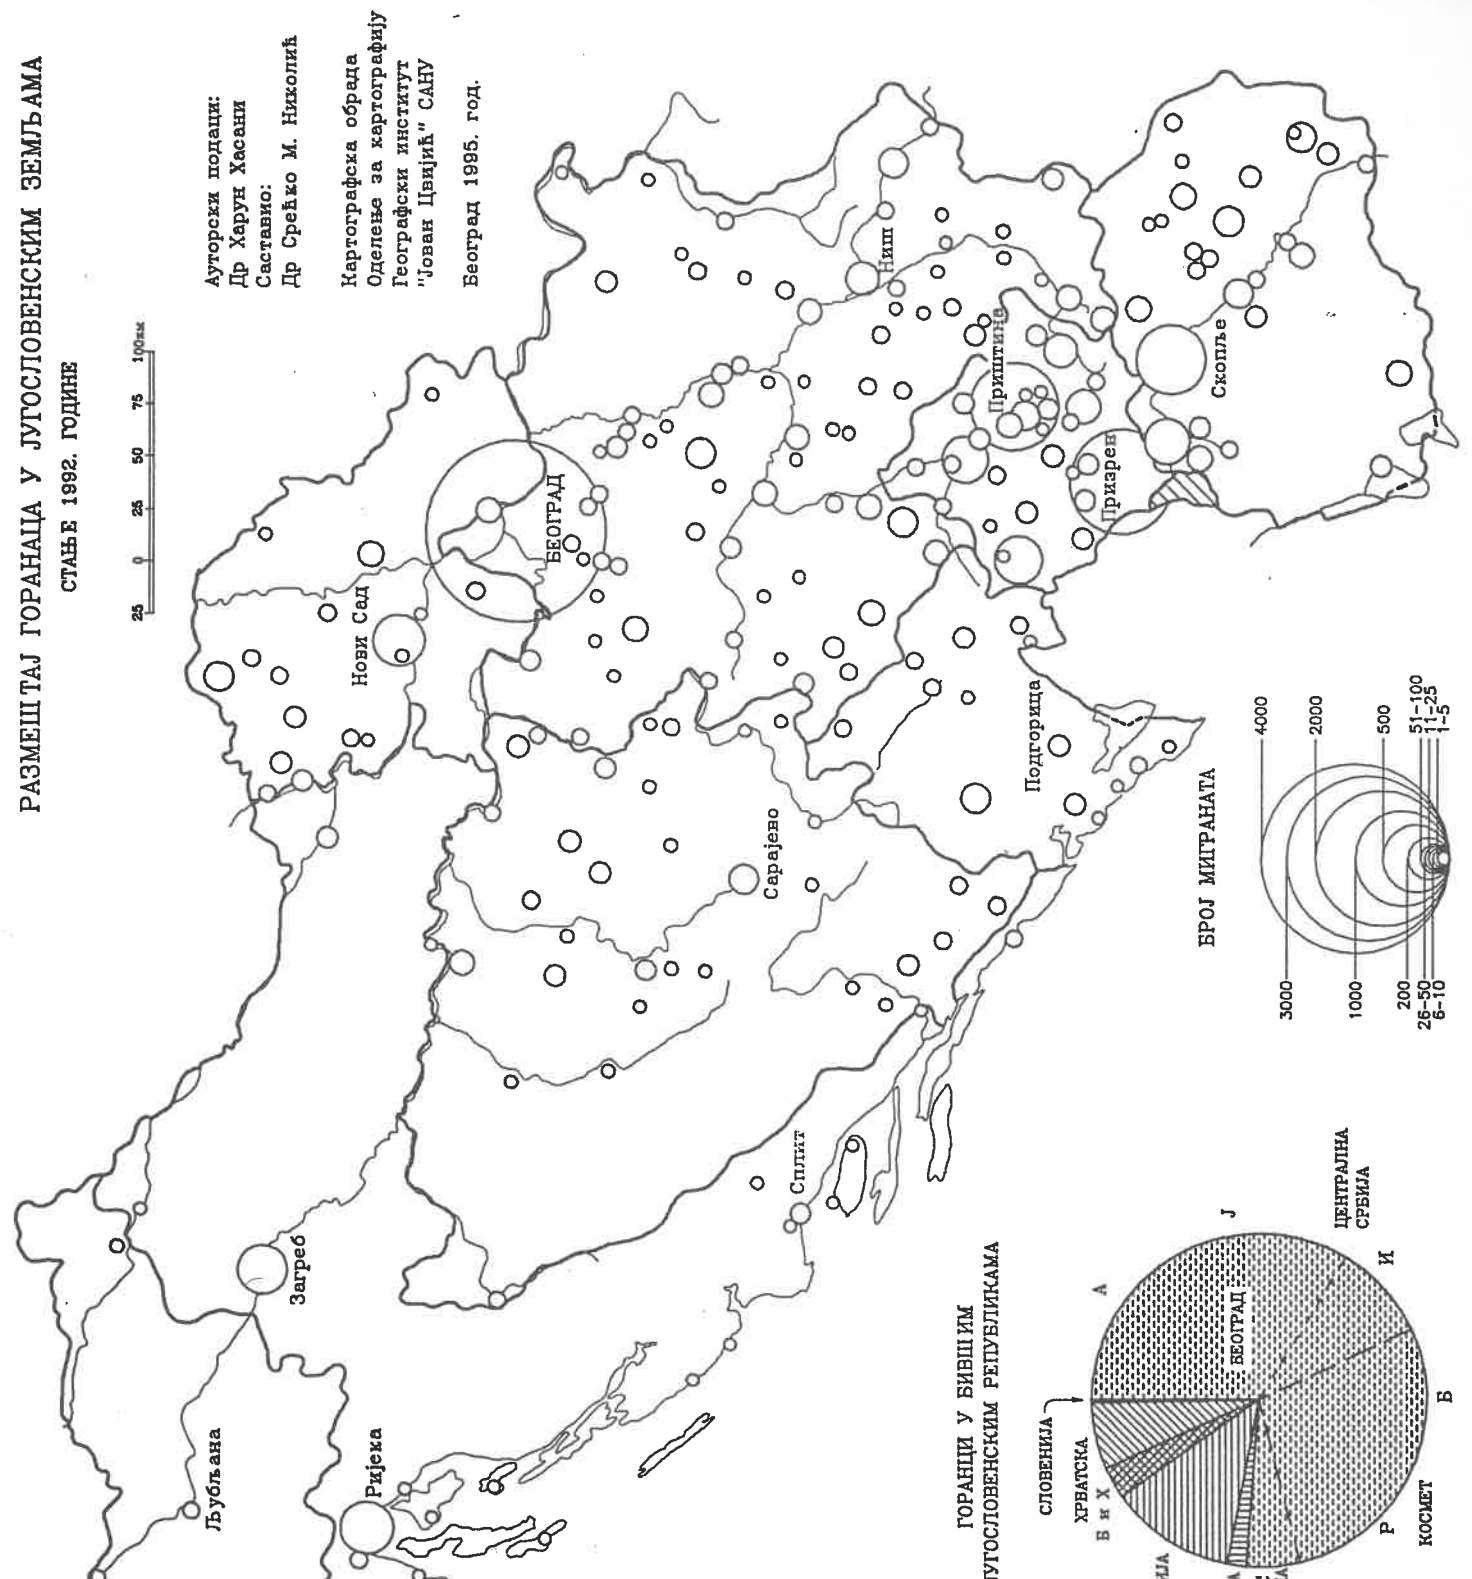 РАЗМЕШТАЈ ГОРАНАЦА У ЈУГОСЛОВЕНСКИМ ЗЕМЉАМА
СТАЊЕ 1992. ГОДИНЕ
25 0 25 50 75 100км
Ауторски подаци:
Др Харун Хасани
Саставио:
Др Срећко М. Николић
Картографска обрада
Оделење за картографију
Географски институт
"Јован Цвијић" САНУ
Београд 1995. год.
Нови Сад
БЕОГРАД
Ниш
Приштина
Призрен
Скопље
Подгорица
Сарајево
Сплит
Загреб
Љубљана
Ријека
БРОЈ МИГРАНАТА
4000
2000
500
51-100
11-25
1-5
3000
1000
200
26-50
6-10
ГОРАНЦИ У БИВШИМ
ЈУГОСЛОВЕНСКИМ РЕПУБЛИКАМА
СЛОВЕНИЈА
ХРВАТСКА
Б и Х
ИЈА
А
Ј
И
Б
Р
БЕОГРАД
ЦЕНТРАЛНА
СРБИЈА
КОСМЕТ